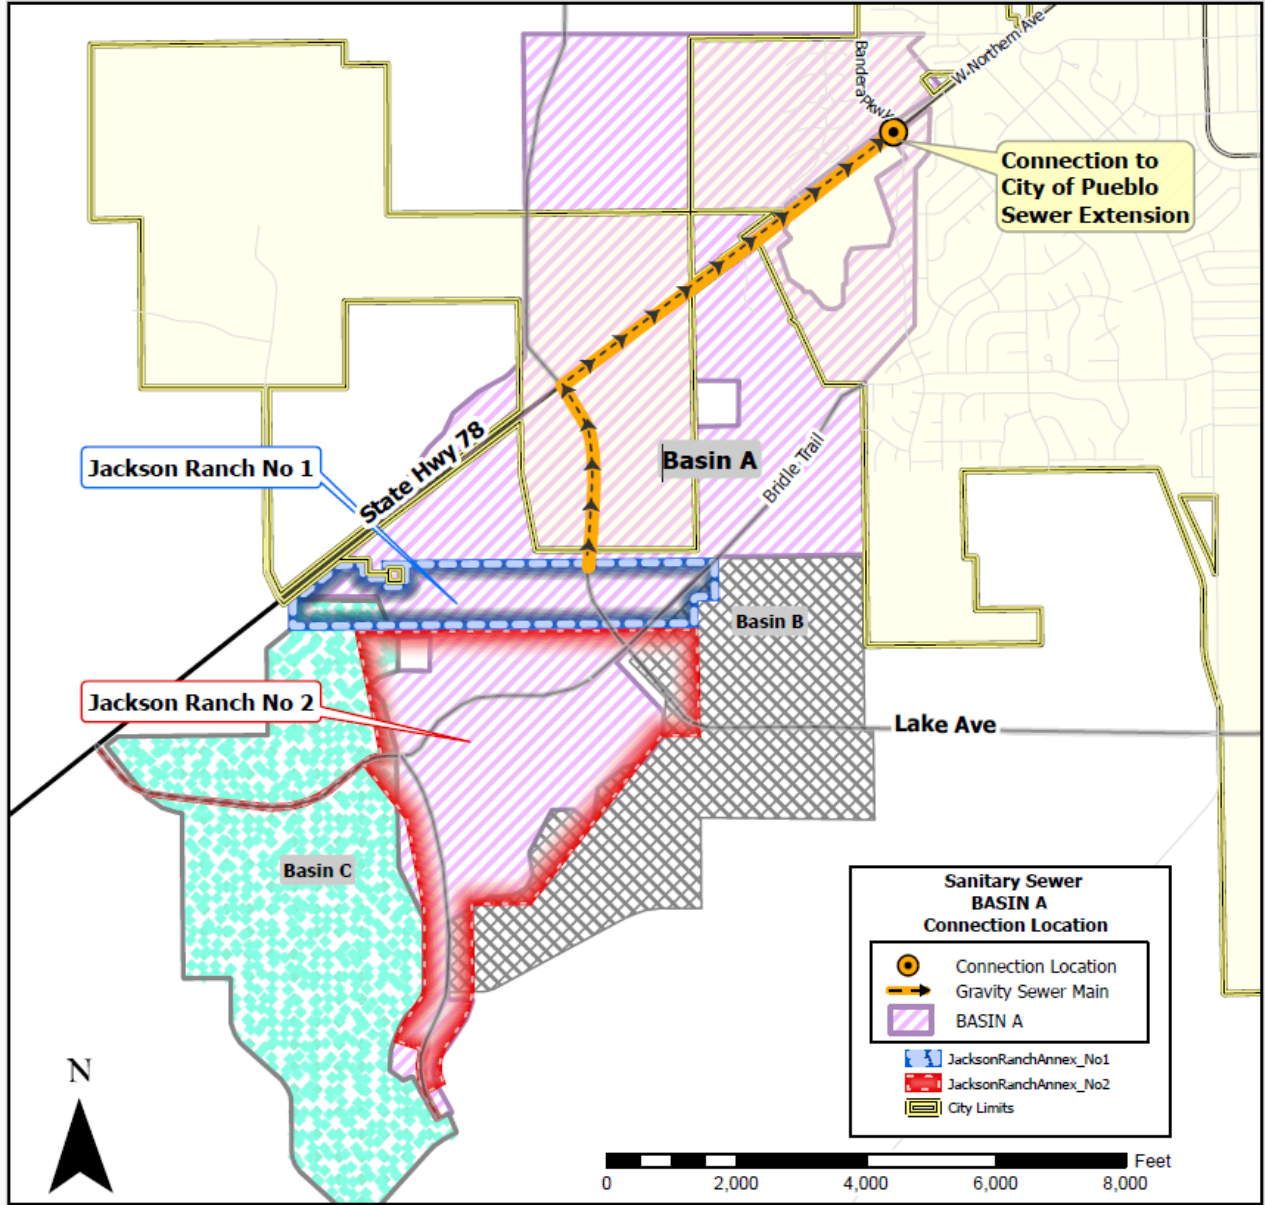 Bandera
Pkwy
W Northern Ave
Connection to
City of Pueblo
Sewer Extension
State Hwy 78
Basin A
Bridle Trail
Jackson Ranch No 1
Basin B
Jackson Ranch No 2
Lake Ave
Basin C
Sanitary Sewer
BASIN A
Connection Location
Connection Location
Gravity Sewer Main
BASIN A
JacksonRanchAnnex_No1
JacksonRanchAnnex_No2
City Limits
N
Feet
0 2,000 4,000 6,000 8,000